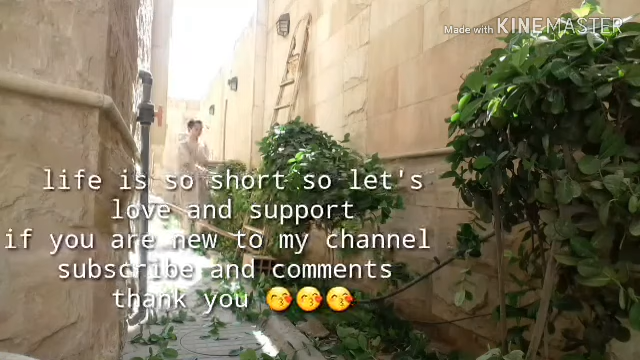 Made with KINEMASTER
life is so short so let's
love and support
if you are new to my channel
subscribe and comments
thank you 😙😙😙